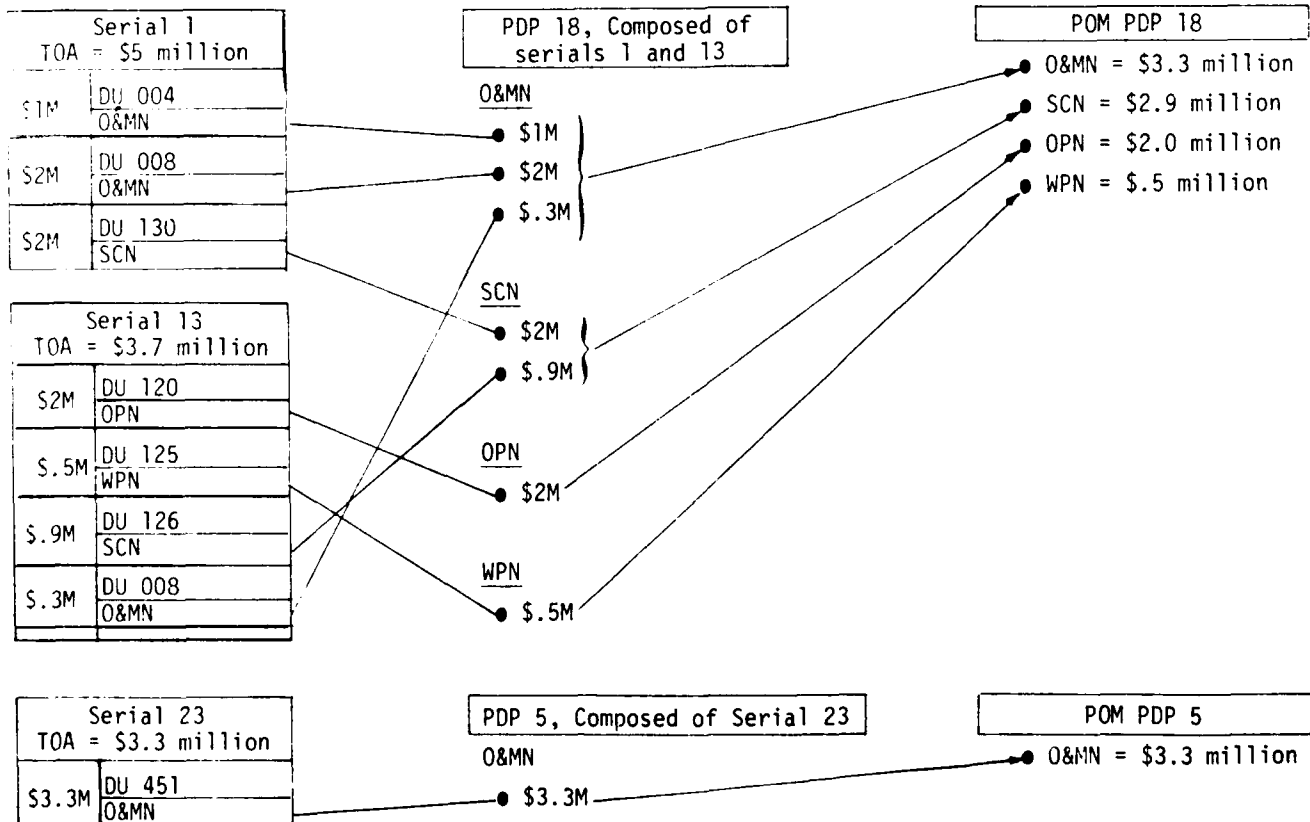 Serial 1
TOA = $5 million
$1M
DU 004
O&MN
$2M
DU 008
O&MN
$2M
DU 130
SCN
Serial 13
TOA = $3.7 million
$2M
DU 120
OPN
$.5M
DU 125
WPN
$.9M
DU 126
SCN
$.3M
DU 008
O&MN
PDP 18, Composed of
serials 1 and 13
O&MN
$1M
$2M
$.3M
SCN
$2M
$.9M
OPN
$2M
WPN
$.5M
POM PDP 18
O&MN = $3.3 million
SCN = $2.9 million
OPN = $2.0 million
WPN = $.5 million
Serial 23
TOA = $3.3 million
$3.3M
DU 451
O&MN
PDP 5, Composed of Serial 23
O&MN
$3.3M
POM PDP 5
O&MN = $3.3 million